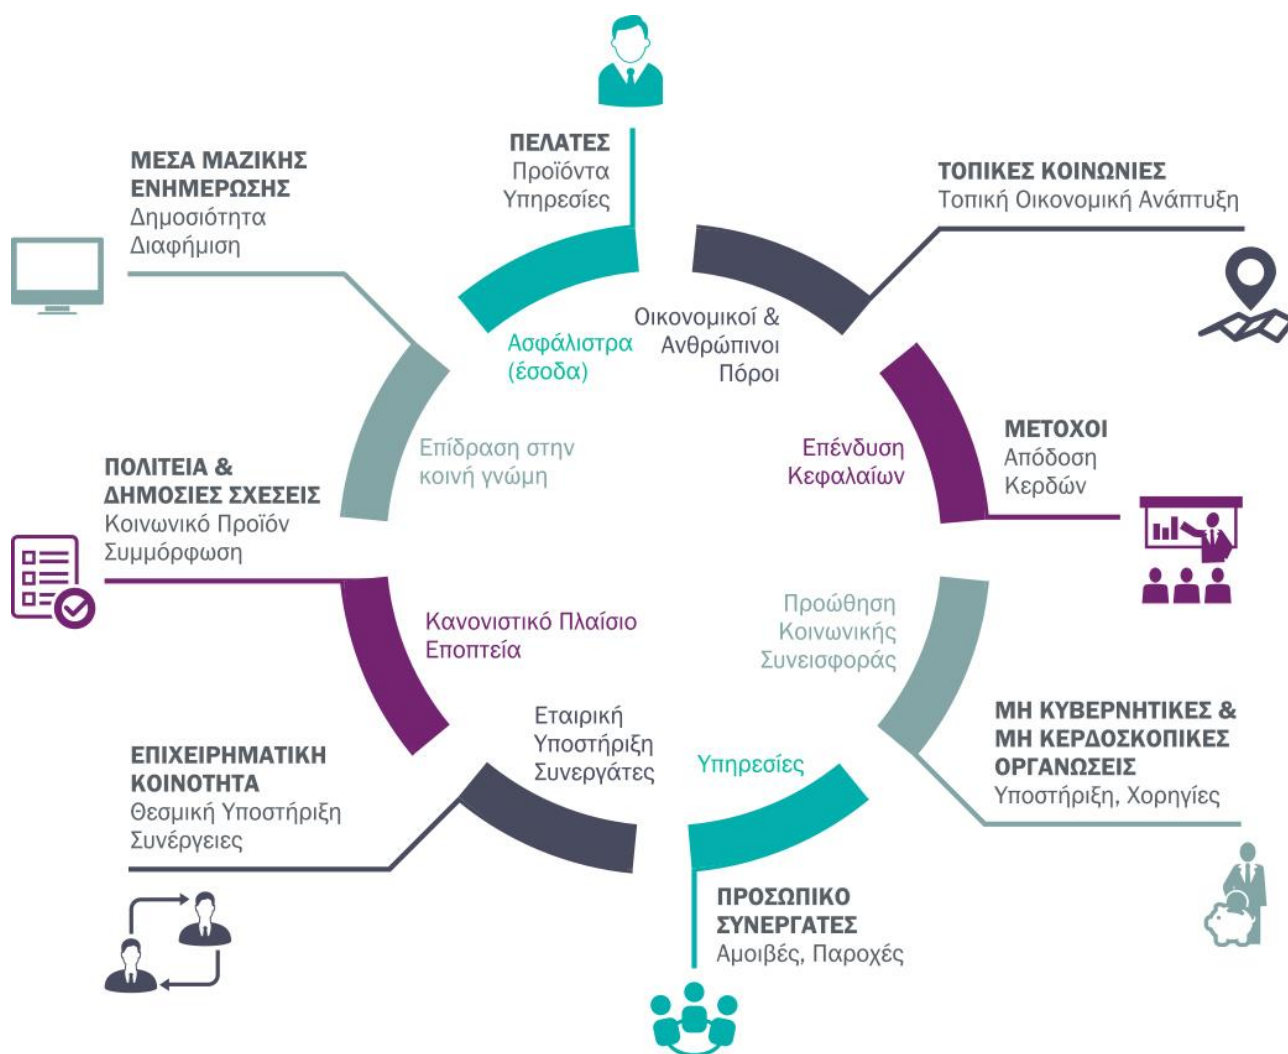 ΠΕΛΑΤΕΣ
Προϊόντα
Υπηρεσίες
Ασφάλιστρα
(έσοδα)
ΤΟΠΙΚΕΣ ΚΟΙΝΩΝΙΕΣ
Τοπική Οικονομική Ανάπτυξη
Οικονομικοί &
Ανθρώπινοι
Πόροι
ΜΕΤΟΧΟΙ
Απόδοση
Κερδών
Επένδυση
Κεφαλαίων
ΜΗ ΚΥΒΕΡΝΗΤΙΚΕΣ &
ΜΗ ΚΕΡΔΟΣΚΟΠΙΚΕΣ
ΟΡΓΑΝΩΣΕΙΣ
Υποστήριξη, Χορηγίες
Προώθηση
Κοινωνικής
Συνεισφοράς
ΠΡΟΣΩΠΙΚΟ
ΣΥΝΕΡΓΑΤΕΣ
Αμοιβές, Παροχές
Υπηρεσίες
ΕΠΙΧΕΙΡΗΜΑΤΙΚΗ
ΚΟΙΝΟΤΗΤΑ
Θεσμική Υποστήριξη
Συνέργειες
Εταιρική
Υποστήριξη
Συνεργάτες
ΠΟΛΙΤΕΙΑ &
ΔΗΜΟΣΙΕΣ ΣΧΕΣΕΙΣ
Κοινωνικό Προϊόν
Συμμόρφωση
Κανονιστικό Πλαίσιο
Εποπτεία
ΜΕΣΑ ΜΑΖΙΚΗΣ
ΕΝΗΜΕΡΩΣΗΣ
Δημοσιότητα
Διαφήμιση
Επίδραση στην
κοινή γνώμη